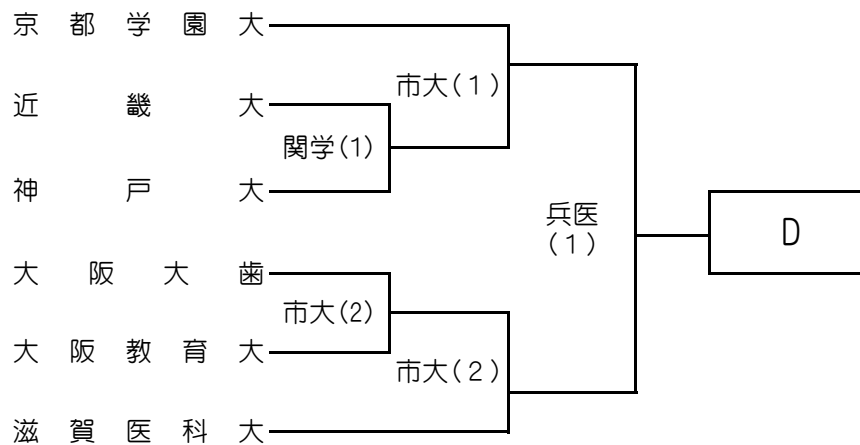 京都学園大
市大(1)
近畿大
関学(1)
神戸大
兵医
(1)
D
大阪大歯
市大(2)
大阪教育大
市大(2)
滋賀医科大